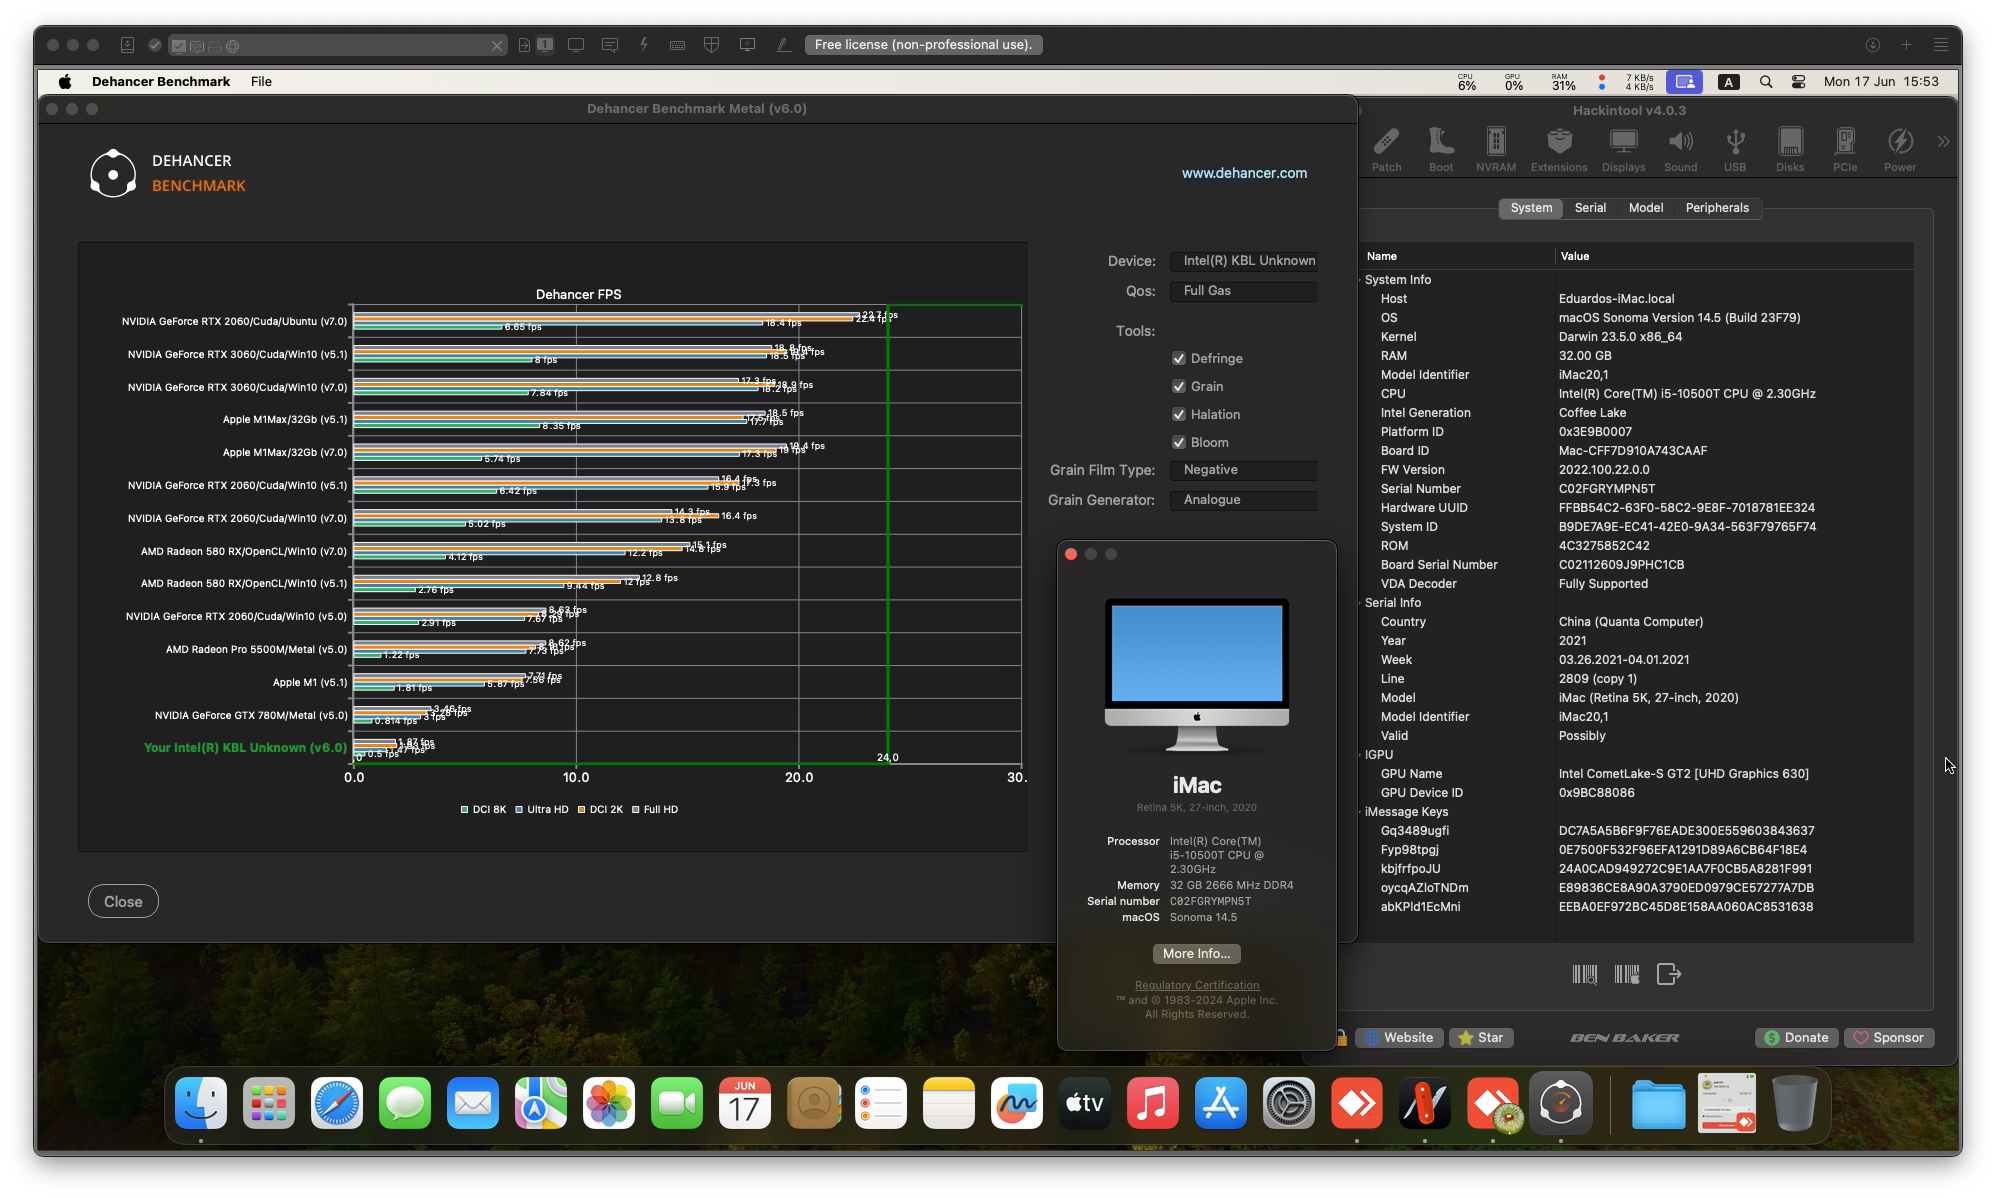 Free license (non-professional use).
Dehancer Benchmark File
CPU 6% GPU 0% RAM 31% 7 KB/s 4 KB/s A Mon 17 Jun 15:53
Dehancer Benchmark Metal (v6.0)
DEHANCER
BENCHMARK
www.dehancer.com
Dehancer FPS
NVIDIA GeForce RTX 2060/Cuda/Ubuntu (v7.0) 18.4 fps 6.65 fps
NVIDIA GeForce RTX 3060/Cuda/Win10 (v5.1) 18.5 fps 8 fps
NVIDIA GeForce RTX 3060/Cuda/Win10 (v7.0) 17.3 fps 18.9 fps 18.2 fps 7.84 fps
Apple M1Max/32Gb (v5.1) 18.5 fps 17.7 fps 8.35 fps
Apple M1Max/32Gb (v7.0) 19.4 fps 19 fps 17.3 fps 5.74 fps
NVIDIA GeForce RTX 2060/Cuda/Win10 (v5.1) 16.4 fps 17.3 fps 15.9 fps 6.42 fps
NVIDIA GeForce RTX 2060/Cuda/Win10 (v7.0) 14.3 fps 16.4 fps 13.8 fps 5.02 fps
AMD Radeon 580 RX/OpenCL/Win10 (v7.0) 15.1 fps 14.8 fps 12.2 fps 4.12 fps
AMD Radeon 580 RX/OpenCL/Win10 (v5.1) 12.8 fps 12 fps 9.44 fps 2.76 fps
NVIDIA GeForce RTX 2060/Cuda/Win10 (v5.0) 8.63 fps 7.67 fps 2.91 fps
AMD Radeon Pro 5500M/Metal (v5.0) 8.62 fps 7.73 fps 1.22 fps
Apple M1 (v5.1) 7.71 fps 7.56 fps 5.87 fps 1.81 fps
NVIDIA GeForce GTX 780M/Metal (v5.0) 3.46 fps 3 fps 0.814 fps
Your Intel(R) KBL Unknown (v6.0) 1.87 fps 0.5 fps
24,0
0.0 10.0 20.0 30.
DCI 8K Ultra HD DCI 2K Full HD
Close
Device: Intel(R) KBL Unknown
Qos: Full Gas
Tools:
Defringe
Grain
Halation
Bloom
Grain Film Type: Negative
Grain Generator: Analogue
iMac
Retina 5K, 27-inch, 2020
Processor Intel(R) Core(TM)
i5-10500T CPU @
2.30GHz
Memory 32 GB 2666 MHz DDR4
Serial number C02FGRYMPN5T
macOS Sonoma 14.5
More Info...
Regulatory Certification
™ and © 1983-2024 Apple Inc.
All Rights Reserved.
Hackintool v4.0.3
Patch Boot NVRAM Extensions Displays Sound USB Disks PCIe Power
System Serial Model Peripherals
Name Value
System Info
Host Eduardos-iMac.local
OS macOS Sonoma Version 14.5 (Build 23F79)
Kernel Darwin 23.5.0 x86_64
RAM 32.00 GB
Model Identifier iMac20,1
CPU Intel(R) Core(TM) i5-10500T CPU @ 2.30GHz
Intel Generation Coffee Lake
Platform ID 0x3E9B0007
Board ID Mac-CFF7D910A743CAAF
FW Version 2022.100.22.0.0
Serial Number C02FGRYMPN5T
Hardware UUID FFBB54C2-63F0-58C2-9E8F-7018781EE324
System ID B9DE7A9E-EC41-42E0-9A34-563F79765F74
ROM 4C3275852C42
Board Serial Number C02112609J9PHC1CB
VDA Decoder Fully Supported
Serial Info
Country China (Quanta Computer)
Year 2021
Week 03.26.2021-04.01.2021
Line 2809 (copy 1)
Model iMac (Retina 5K, 27-inch, 2020)
Model Identifier iMac20,1
Valid Possibly
IGPU
GPU Name Intel CometLake-S GT2 [UHD Graphics 630]
GPU Device ID 0x9BC88086
iMessage Keys
Gq3489ugfi DC7A5A5B6F9F76EADE300E559603843637
Fyp98tpgj 0E7500F532F96EFA1291D89A6CB64F18E4
kbjfrfpoJU 24A0CAD949272C9E1AA7F0CB5A8281F991
oycqAZloTNDm E89836CE8A90A3790ED0979CE57277A7DB
abKPld1EcMni EEBA0EF972BC45D8E158AA060AC8531638
Website Star BEN BAKER Donate Sponsor
JUN
17
tv